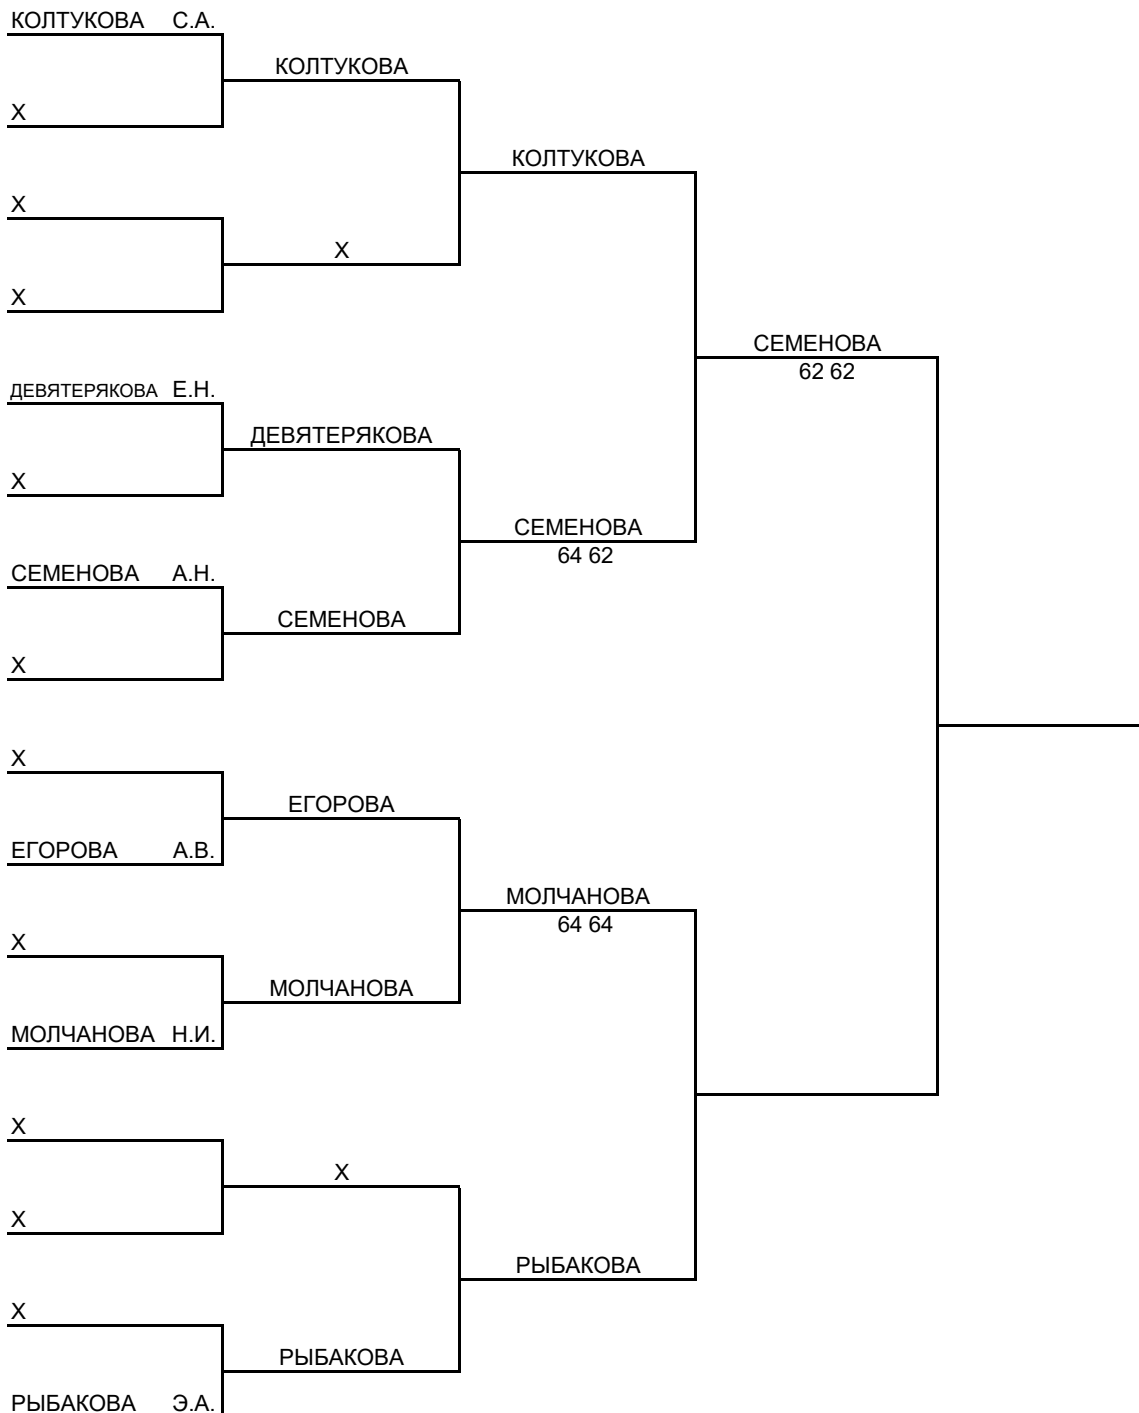 КОЛТУКОВА С.А.
КОЛТУКОВА
X
КОЛТУКОВА
X
X
X
СЕМЕНОВА
62 62
ДЕВЯТЕРЯКОВА Е.Н.
ДЕВЯТЕРЯКОВА
X
СЕМЕНОВА
64 62
СЕМЕНОВА А.Н.
СЕМЕНОВА
X
X
ЕГОРОВА
ЕГОРОВА А.В.
МОЛЧАНОВА
64 64
X
МОЛЧАНОВА
МОЛЧАНОВА Н.И.
X
X
X
РЫБАКОВА
X
РЫБАКОВА
РЫБАКОВА Э.А.